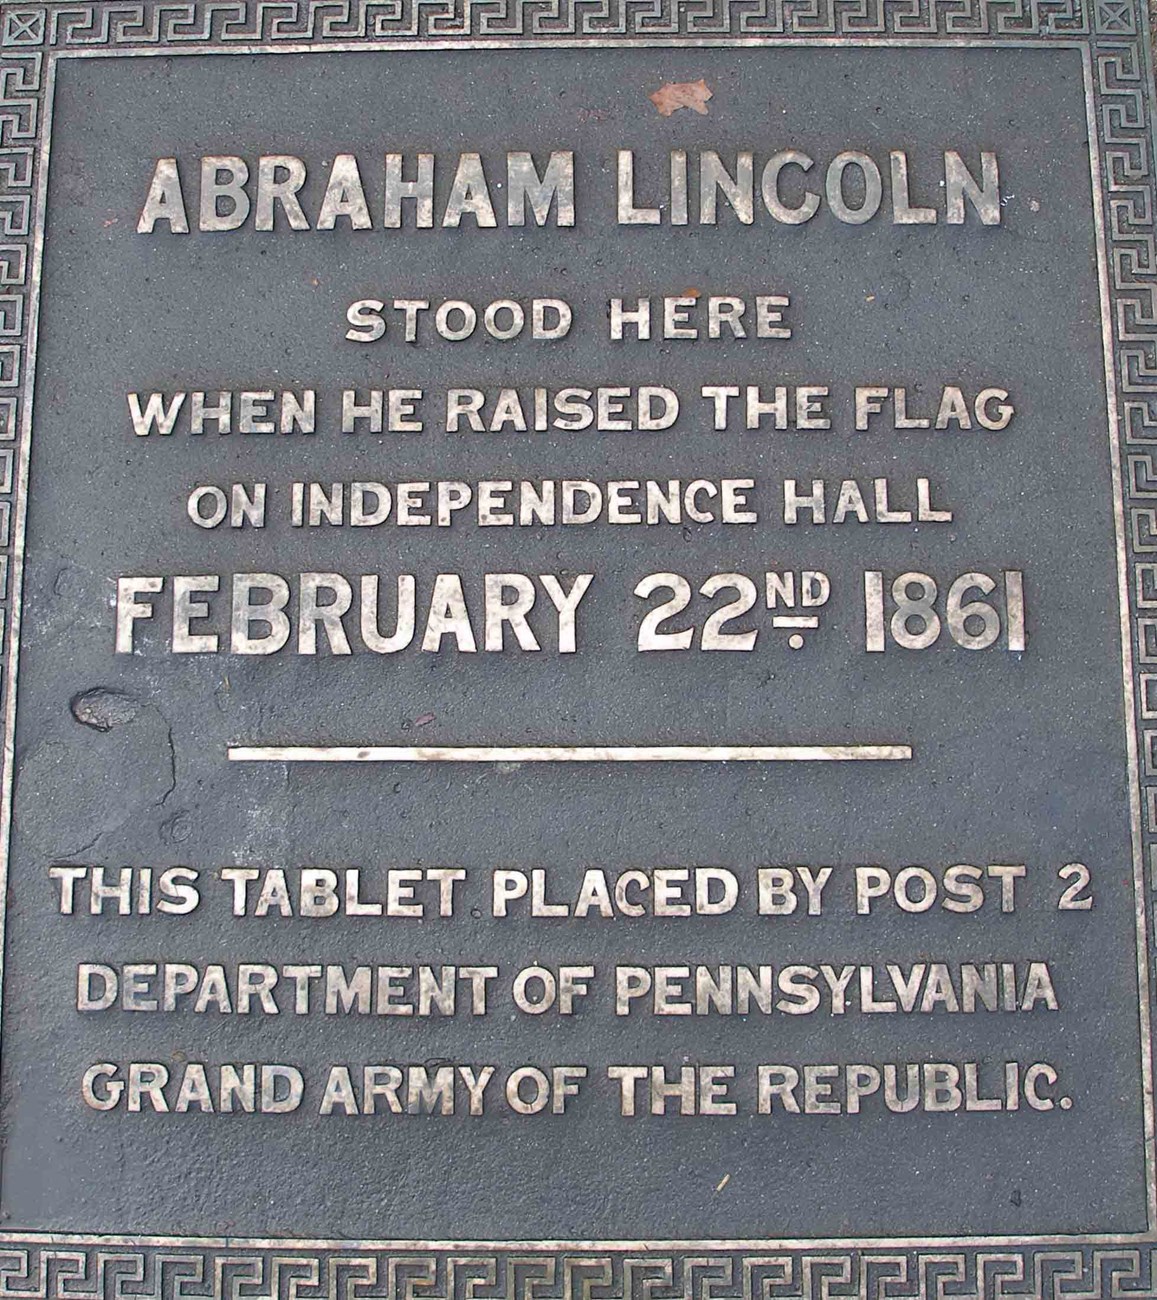 ABRAHAM LINCOLN
STOOD HERE
WHEN HE RAISED THE FLAG
ON INDEPENDENCE HALL
FEBRUARY 22ND 1861
THIS TABLET PLACED BY POST 2
DEPARTMENT OF PENNSYLVANIA
GRAND ARMY OF THE REPUBLIC.